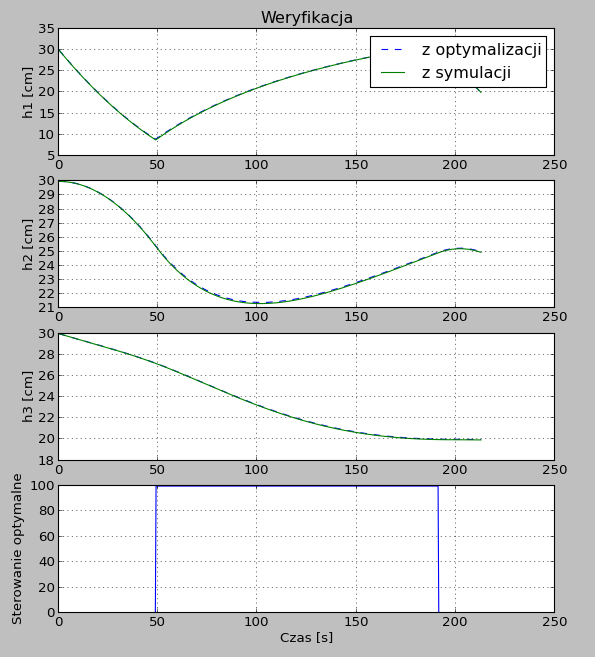 Weryfikacja
z optymalizacji
z symulacji
h1 [cm]
35
30
25
20
15
10
5
0 50 100 150 200 250
h2 [cm]
30
29
28
27
26
25
24
23
22
21
0 50 100 150 200 250
h3 [cm]
30
28
26
24
22
20
18
0 50 100 150 200 250
Sterowanie optymalne
100
80
60
40
20
0
0 50 100 150 200 250
Czas [s]